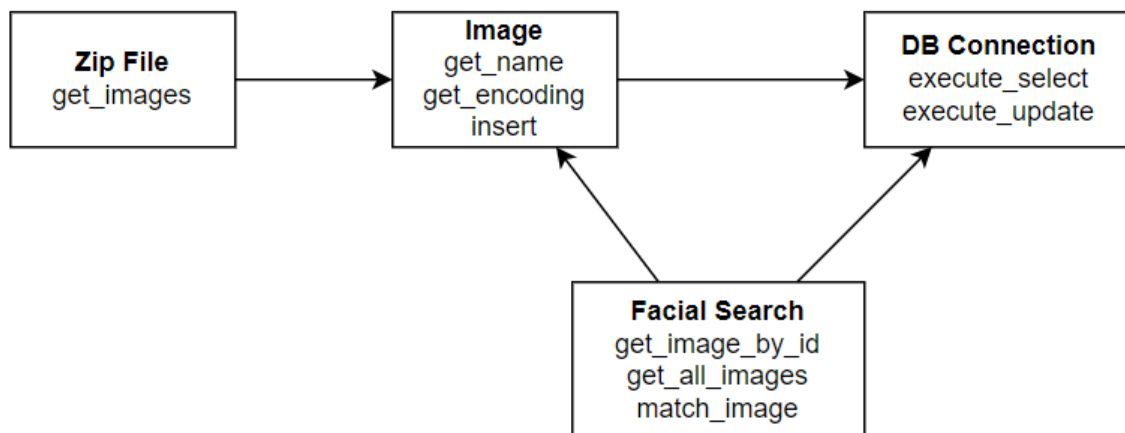 Zip File
get_images
Image
get_name
get_encoding
insert
DB Connection
execute_select
execute_update
Facial Search
get_image_by_id
get_all_images
match_image